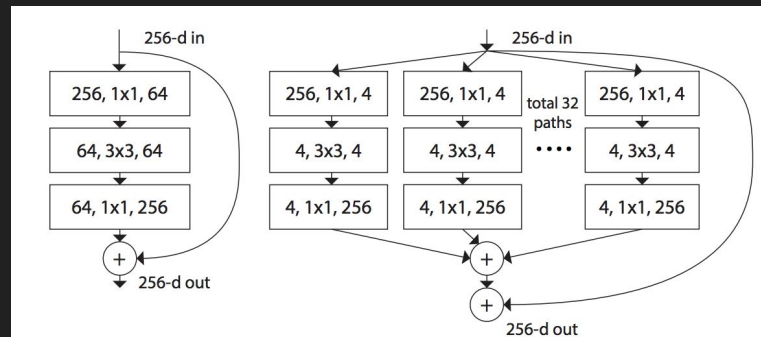 256-d in
256, 1x1, 64
64, 3x3, 64
64, 1x1, 256
+
256-d out
256-d in
256, 1x1, 4
256, 1x1, 4
total 32
paths
256, 1x1, 4
4, 3x3, 4
4, 3x3, 4
....
4, 3x3, 4
4, 1x1, 256
4, 1x1, 256
4, 1x1, 256
+
+
256-d out